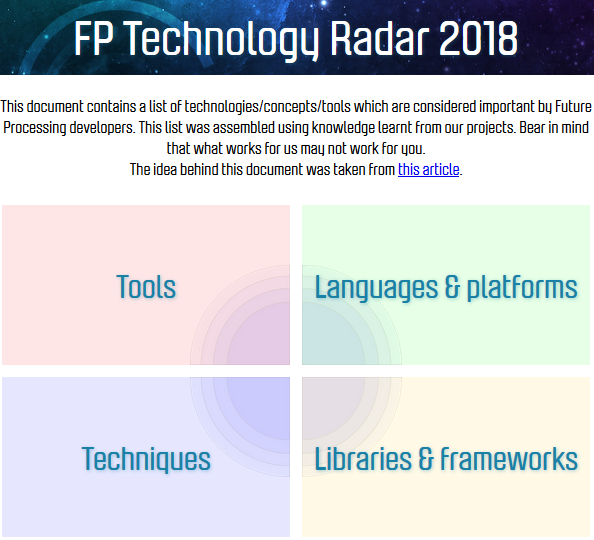 FP Technology Radar 2018
This document contains a list of technologies/concepts/tools which are considered important by Future
Processing developers. This list was assembled using knowledge learnt from our projects. Bear in mind
that what works for us may not work for you.
The idea behind this document was taken from this article.
Tools
Languages & platforms
Techniques
Libraries & frameworks